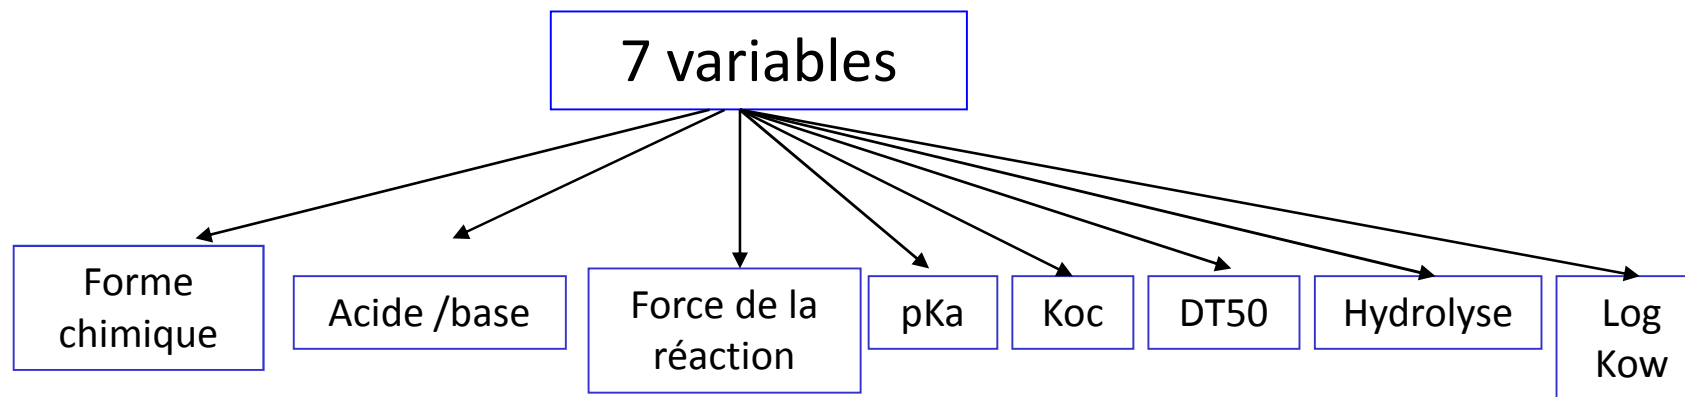 7 variables
Forme
chimique
Acide /base
Force de la
réaction
pKa
Koc
DT50
Hydrolyse
Log
Kow